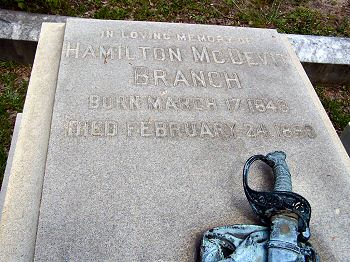 IN LOVING MEMORY OF
HAMILTON MCDEVIT
BRANCH
BORN MARCH 17, 1843
DIED FEBRUARY 24, 1899